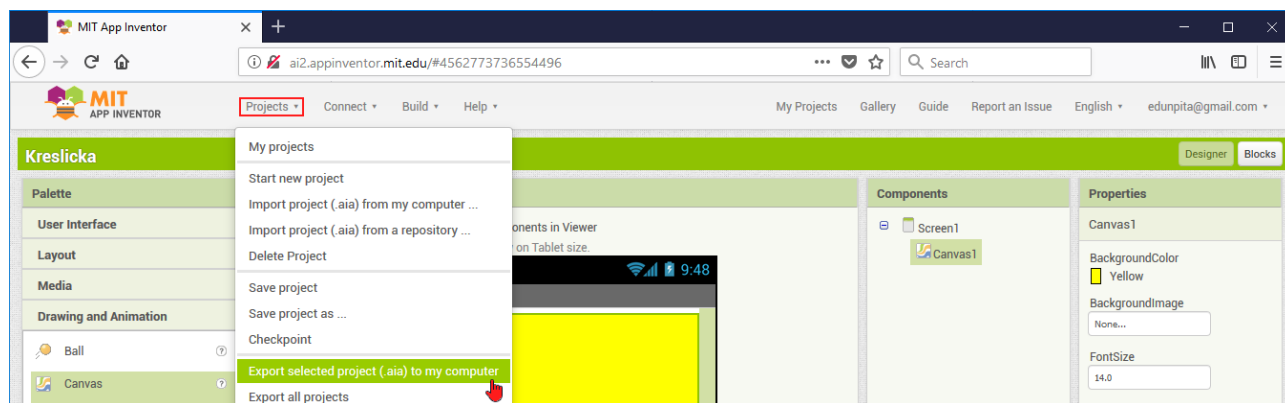 MIT App Inventor
ai2.appinventor.mit.edu/#4562773736554496
Search
MIT
APP INVENTOR
Projects
Connect
Build
Help
My Projects
Gallery
Guide
Report an Issue
English
edunpita@gmail.com
Kreslicka
Designer
Blocks
My projects
Start new project
Import project (.aia) from my computer ...
Import project (.aia) from a repository ...
Delete Project
Save project
Save project as ...
Checkpoint
Export selected project (.aia) to my computer
Export all projects
Palette
User Interface
Layout
Media
Drawing and Animation
Ball
?
Canvas
?
onents in Viewer
on Tablet size.
9:48
Components
Screen1
Canvas1
Properties
Canvas1
BackgroundColor
Yellow
BackgroundImage
None...
FontSize
14.0